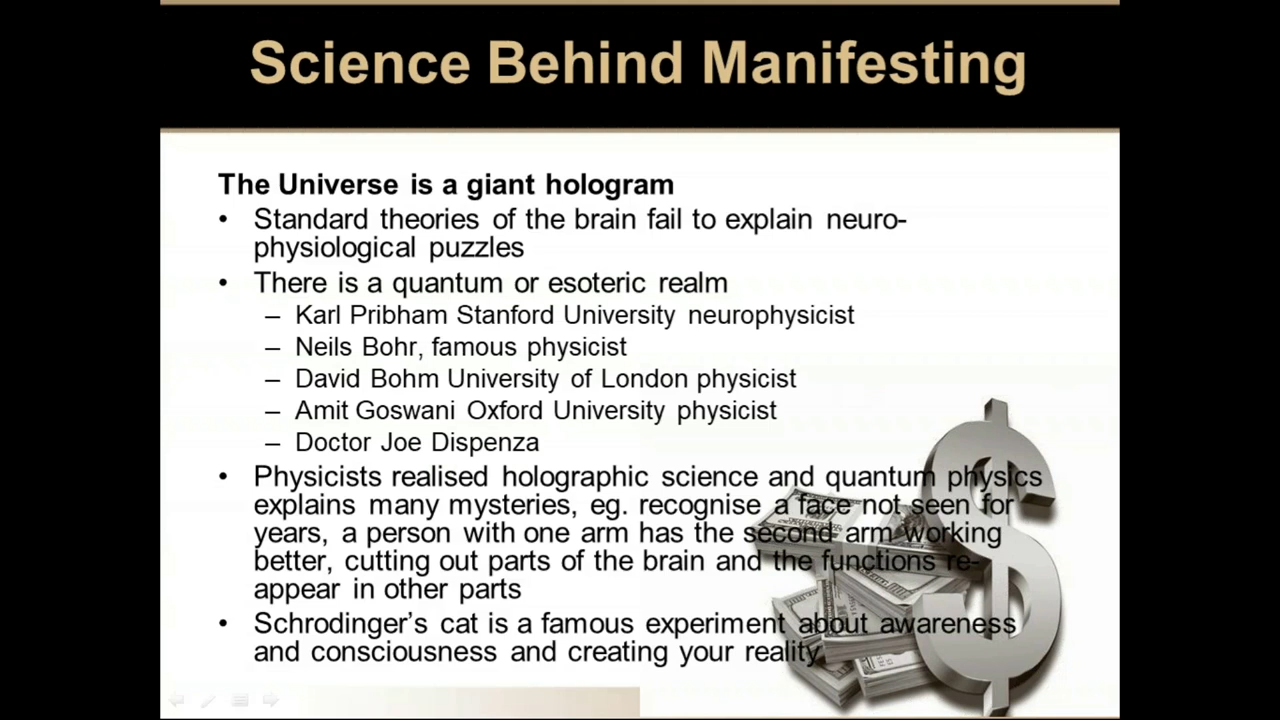 Science Behind Manifesting
The Universe is a giant hologram
• Standard theories of the brain fail to explain neuro-
physiological puzzles
• There is a quantum or esoteric realm
– Karl Pribham Stanford University neurophysicist
– Neils Bohr, famous physicist
– David Bohm University of London physicist
– Amit Goswani Oxford University physicist
– Doctor Joe Dispenza
• Physicists realised holographic science and quantum physics
explains many mysteries, eg. recognise a face not seen for
years, a person with one arm has the second arm working
better, cutting out parts of the brain and the functions re-
appear in other parts
• Schrodinger's cat is a famous experiment about awareness
and consciousness and creating your reality